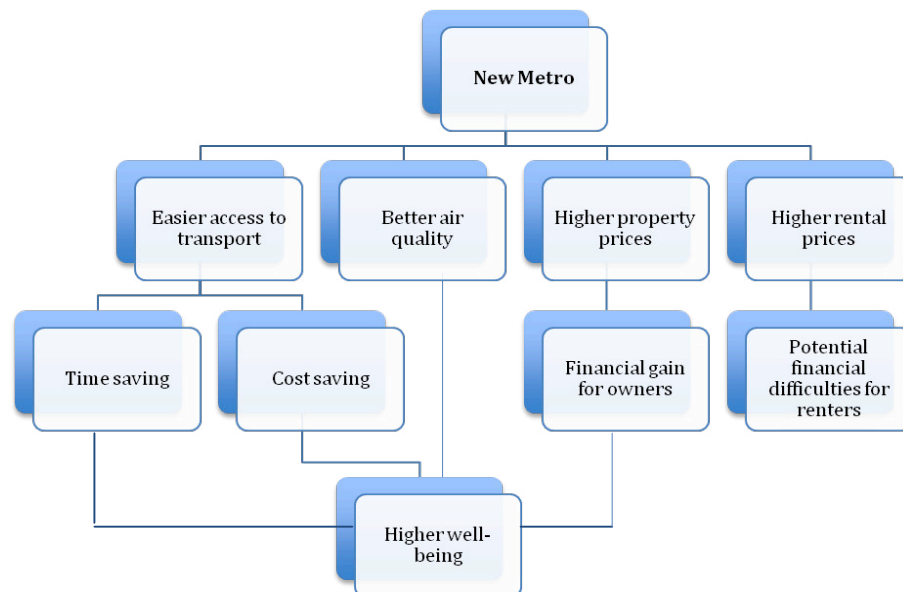 New Metro
Easier access to
transport
Better air
quality
Higher property
prices
Higher rental
prices
Time saving
Cost saving
Financial gain
for owners
Potential
financial
difficulties for
renters
Higher well-
being